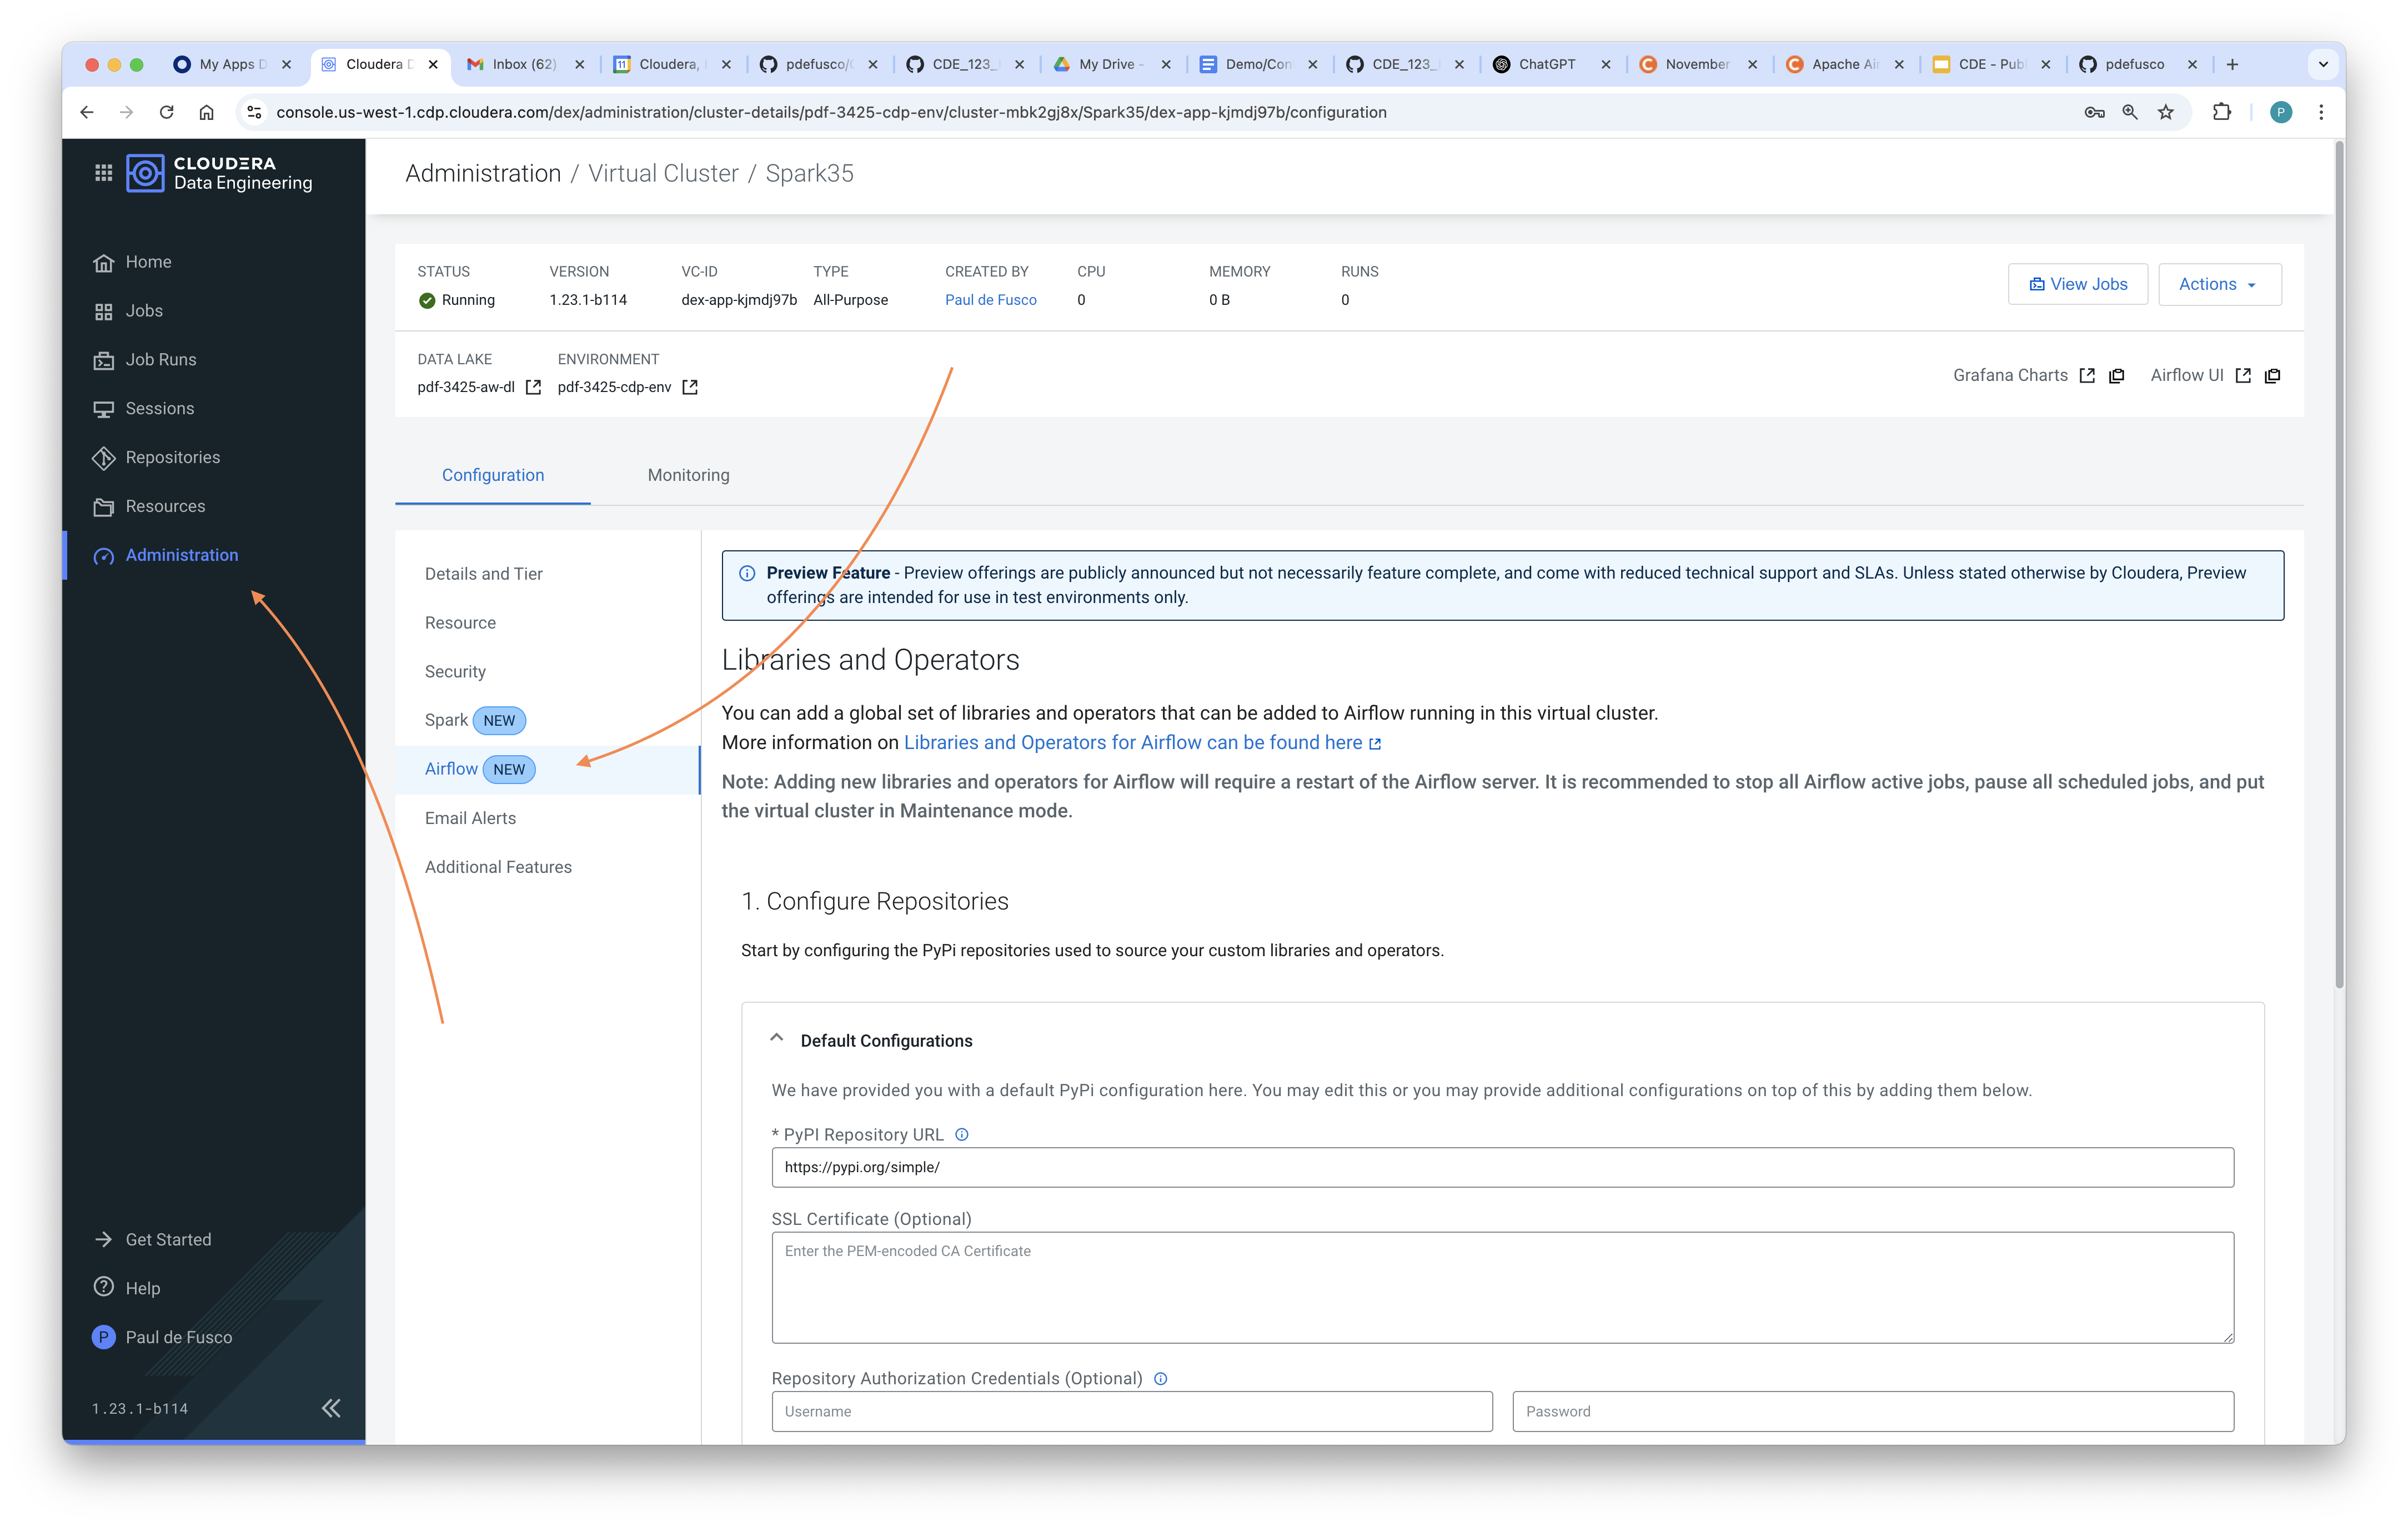 My Apps D
Cloudera D
Inbox (62)
Cloudera,
pdefusco/
CDE_123_
My Drive -
Demo/Con
CDE_123_
ChatGPT
November
Apache Air
CDE - Pub
pdefusco
console.us-west-1.cdp.cloudera.com/dex/administration/cluster-details/pdf-3425-cdp-env/cluster-mbk2gj8x/Spark35/dex-app-kjmdj97b/configuration
P
CLOUDERA
Data Engineering
Home
Jobs
Job Runs
Sessions
Repositories
Resources
Administration
Get Started
Help
P Paul de Fusco
1.23.1-b114
Administration / Virtual Cluster / Spark35
STATUS VERSION VC-ID TYPE CREATED BY CPU MEMORY RUNS
Running 1.23.1-b114 dex-app-kjmdj97b All-Purpose Paul de Fusco 0 0 B 0
View Jobs
Actions
DATA LAKE ENVIRONMENT
pdf-3425-aw-dl pdf-3425-cdp-env
Grafana Charts
Airflow UI
Configuration
Monitoring
Details and Tier
Resource
Security
Spark NEW
Airflow NEW
Email Alerts
Additional Features
Preview Feature - Preview offerings are publicly announced but not necessarily feature complete, and come with reduced technical support and SLAs. Unless stated otherwise by Cloudera, Preview
offerings are intended for use in test environments only.
Libraries and Operators
You can add a global set of libraries and operators that can be added to Airflow running in this virtual cluster.
More information on Libraries and Operators for Airflow can be found here
Note: Adding new libraries and operators for Airflow will require a restart of the Airflow server. It is recommended to stop all Airflow active jobs, pause all scheduled jobs, and put
the virtual cluster in Maintenance mode.
1. Configure Repositories
Start by configuring the PyPi repositories used to source your custom libraries and operators.
Default Configurations
We have provided you with a default PyPi configuration here. You may edit this or you may provide additional configurations on top of this by adding them below.
* PyPI Repository URL
https://pypi.org/simple/
SSL Certificate (Optional)
Enter the PEM-encoded CA Certificate
Repository Authorization Credentials (Optional)
Username
Password